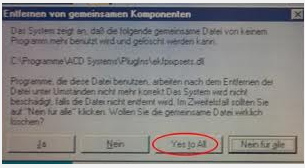 Entfernen von gemeinsamen Komponenten
Das System zeigt an, daß die folgende gemeinsame Datei von keinem
Programm mehr benutzt wird und gelöscht werden kann.
C:\Programme\ACD Systems\PlugIns\ekfpixpsets.dll
Programme, die diese Datei benutzen, arbeiten nach dem Entfernen der
Datei unter Umständen nicht mehr korrekt. Das System wird nicht
beschädigt, falls die Datei nicht entfernt wird. Im Zweifelsfall sollten Sie
auf "Nein für alle" klicken. Wollen Sie die gemeinsame Datei wirklich
löschen?
Ja Nein Yes to All Nein für alle